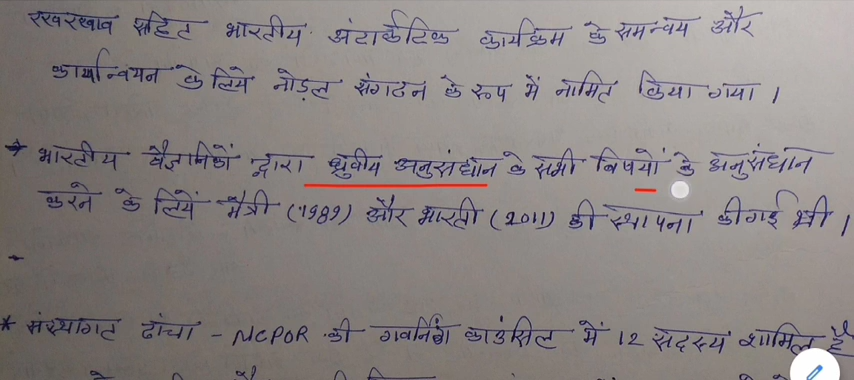 रखरखाव सहित भारतीय अंटार्कटिक कार्यक्रम के समन्वय और
कार्यान्वयन के लिये नोडल संगठन के रूप में नामित किया गया ।
→ भारतीय वैज्ञानिकों द्वारा ध्रुवीय अनुसंधान के सभी विषयों के अनुसंधान
करने के लिये मैत्री (1989) और भारती (2011) की स्थापना की गई थी ।
* संस्थागत ढांचा - NCPOR की गवर्निंग काउंसिल में 12 सदस्य शामिल है